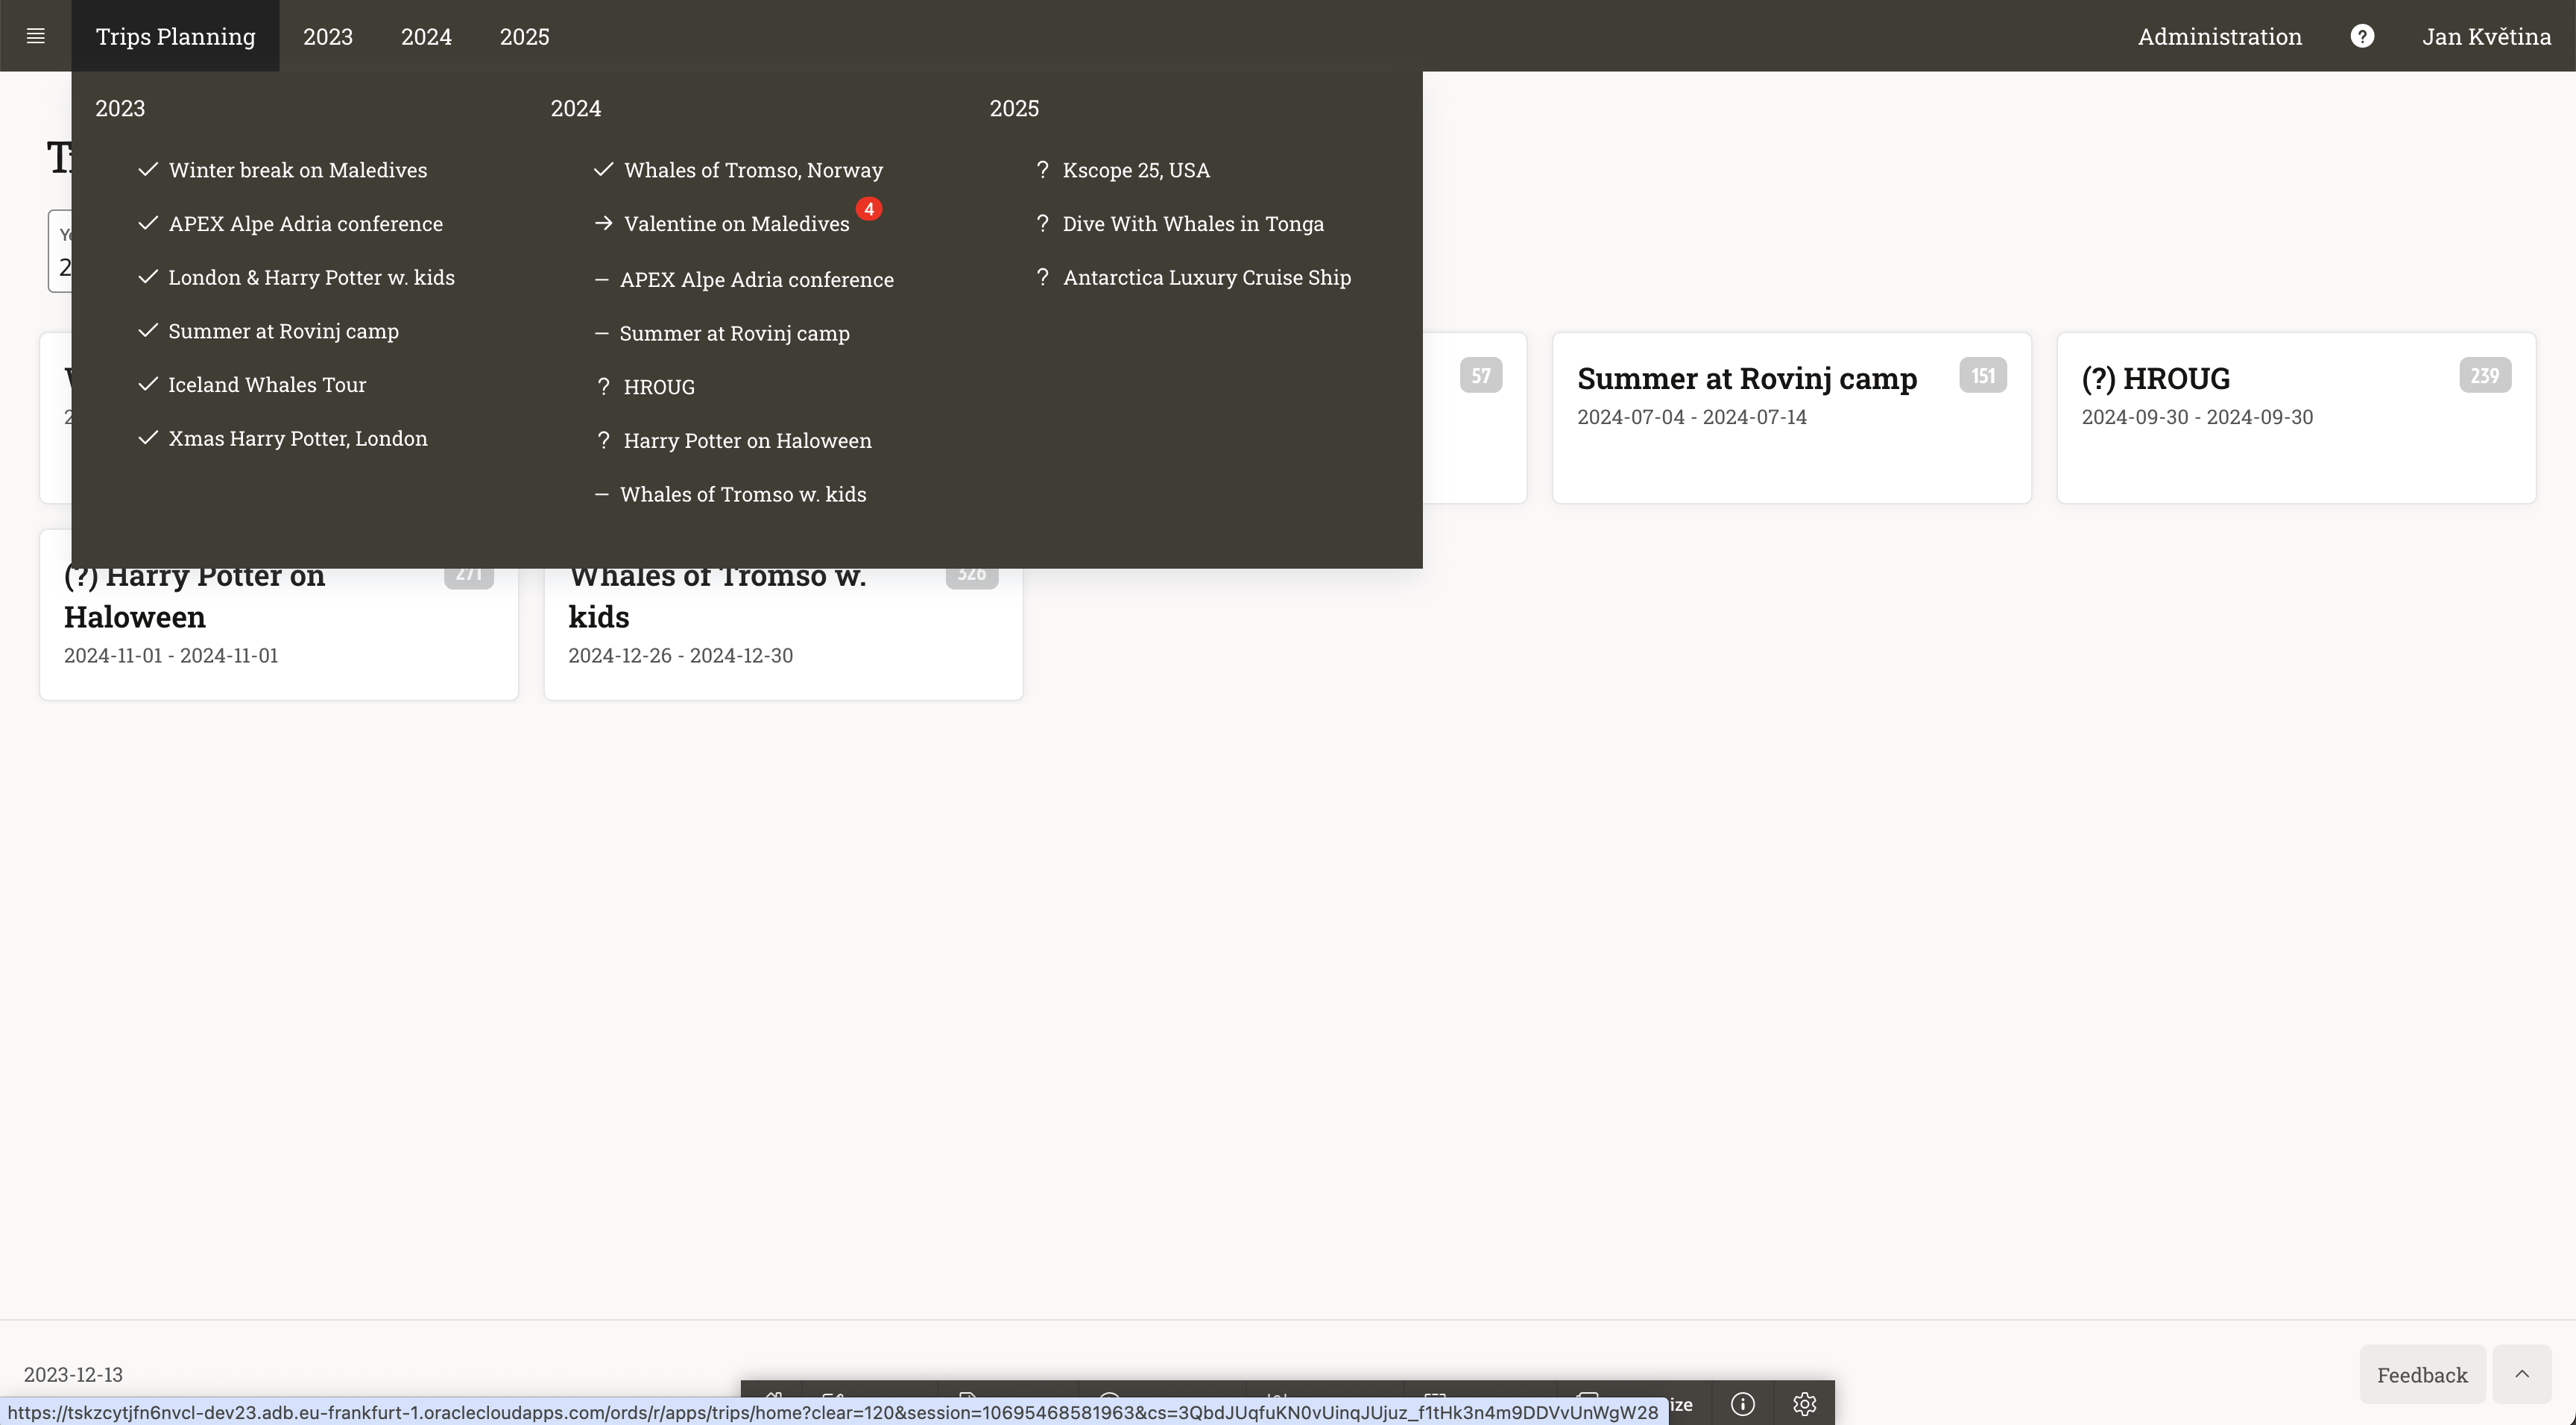 Trips Planning 2023 2024 2025 Administration ? Jan Květina
2023
Winter break on Maledives
APEX Alpe Adria conference
London & Harry Potter w. kids
Summer at Rovinj camp
Iceland Whales Tour
Xmas Harry Potter, London
2024
Whales of Tromso, Norway
Valentine on Maledives 4
— APEX Alpe Adria conference
— Summer at Rovinj camp
? HROUG
? Harry Potter on Haloween
— Whales of Tromso w. kids
2025
? Kscope 25, USA
? Dive With Whales in Tonga
? Antarctica Luxury Cruise Ship
57
Summer at Rovinj camp 151
2024-07-04 - 2024-07-14
(?) HROUG 239
2024-09-30 - 2024-09-30
(?) Harry Potter on 271
Haloween
2024-11-01 - 2024-11-01
Whales of Tromso w. 326
kids
2024-12-26 - 2024-12-30
2023-12-13
Feedback
https://tskzcytjfn6nvcl-dev23.adb.eu-frankfurt-1.oraclecloudapps.com/ords/r/apps/trips/home?clear=120&session=10695468581963&cs=3QbdJUqfuKN0vUinqJUjuz_f1tHk3n4m9DDVvUnWgW28